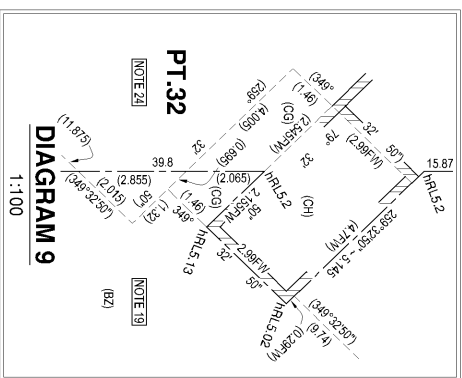 PT.32
NOTE 24
DIAGRAM 9
1:100
NOTE 19
(BZ)
(11.875)
(349°32'50")
(2.015)
(2.855)
39.8
50"
(1.32)
(259°
32'
(4.005)
(0.695)
(CG)
(2.065)
(CG)
(1.46)
349°
32'
50"
(349°
(1.46)
32'
50"
(2.545FW)
79°
32'
50"
2.155FW
(2.99FW)
2.99FW
(CH)
hRL5.2
hRL5.13
hRL5.2
15.87
259°32'50" ~ 5.145
(4.7FW)
hRL5.02
(0.29FW)
(9.74)
(349°32'50")